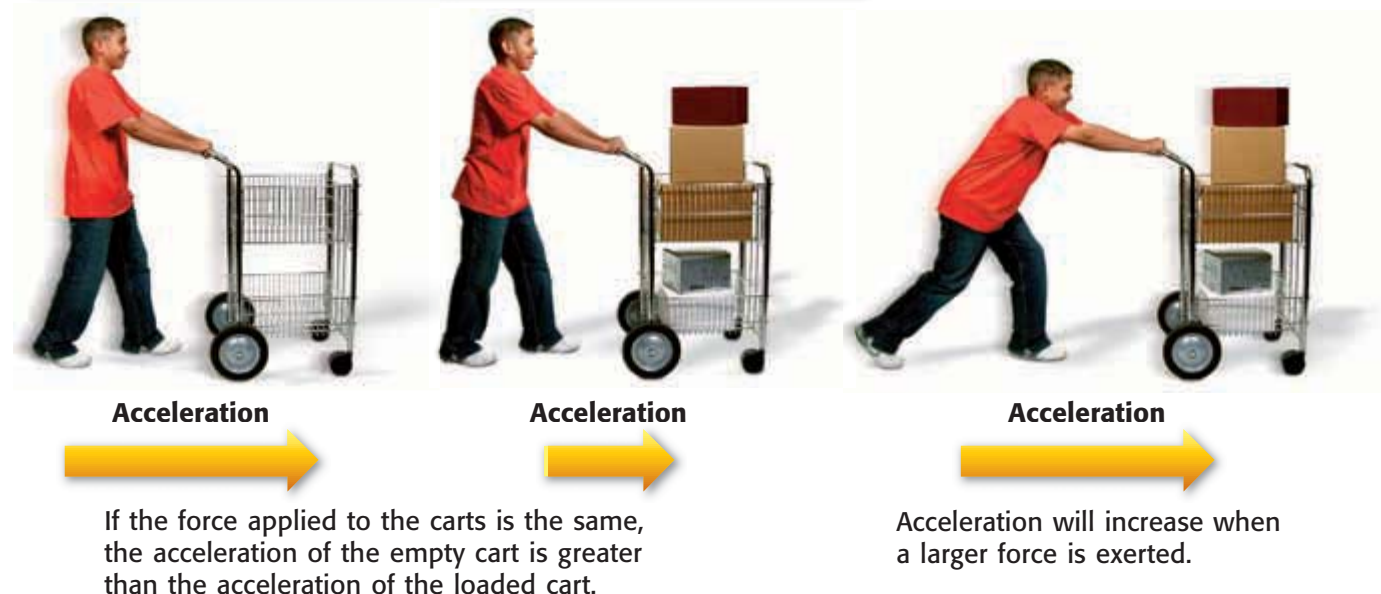 Acceleration
Acceleration
Acceleration
If the force applied to the carts is the same,
the acceleration of the empty cart is greater
than the acceleration of the loaded cart.
Acceleration will increase when
a larger force is exerted.